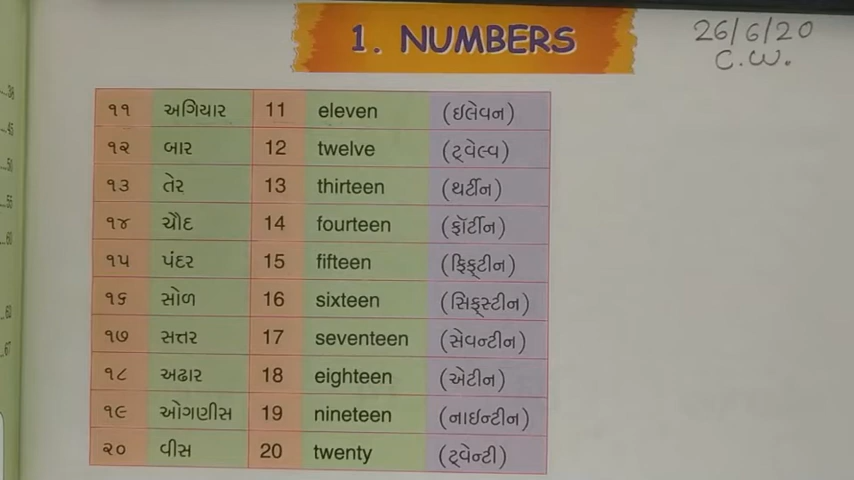 1. NUMBERS
26/6/20
C.W.
૧૧ અગિયાર 11 eleven (ઇલેવન)
૧૨ બાર 12 twelve (ટ્વેલ્વ)
૧૩ તેર 13 thirteen (થર્ટીન)
૧૪ ચૌદ 14 fourteen (ફૉર્ટીન)
૧૫ પંદર 15 fifteen (ફિફ્ટીન)
૧૬ સોળ 16 sixteen (સિક્સ્ટીન)
૧૭ સત્તર 17 seventeen (સેવન્ટીન)
૧૮ અઢાર 18 eighteen (એટીન)
૧૯ ઓગણીસ 19 nineteen (નાઇન્ટીન)
૨૦ વીસ 20 twenty (ટ્વેન્ટી)